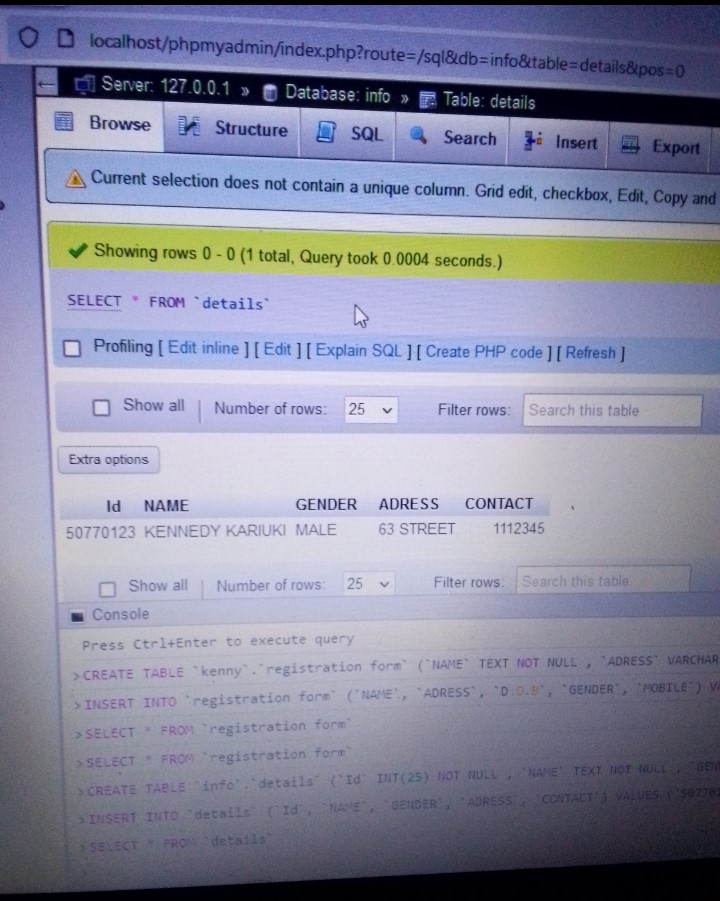 localhost/phpmyadmin/index.php?route=/sql&db=info&table=details&pos=0
Server: 127.0.0.1 » Database: info » Table: details
Browse Structure SQL Search Insert Export
Current selection does not contain a unique column. Grid edit, checkbox, Edit, Copy and
Showing rows 0 - 0 (1 total, Query took 0.0004 seconds.)
SELECT * FROM `details`
Profiling [ Edit inline ] [ Edit ] [ Explain SQL ] [ Create PHP code ] [ Refresh ]
Show all | Number of rows: 25 Filter rows: Search this table
Extra options
Id NAME GENDER ADRESS CONTACT
50770123 KENNEDY KARIUKI MALE 63 STREET 1112345
Show all | Number of rows: 25 Filter rows: Search this table
Console
Press Ctrl+Enter to execute query
>CREATE TABLE `kenny`.`registration form` (`NAME` TEXT NOT NULL , `ADRESS` VARCHAR
>INSERT INTO `registration form` (`NAME`, `ADRESS`, `D.O.B`, `GENDER`, `MOBILE`) VA
>SELECT * FROM `registration form`
>SELECT * FROM `registration form`
>CREATE TABLE `info`.`details` (`Id` INT(25) NOT NULL , `NAME` TEXT NOT NULL , `GEN
>INSERT INTO `details` (`Id`, `NAME`, `GENDER`, `ADRESS`, `CONTACT`) VALUES ('50770
>SELECT * FROM `details`